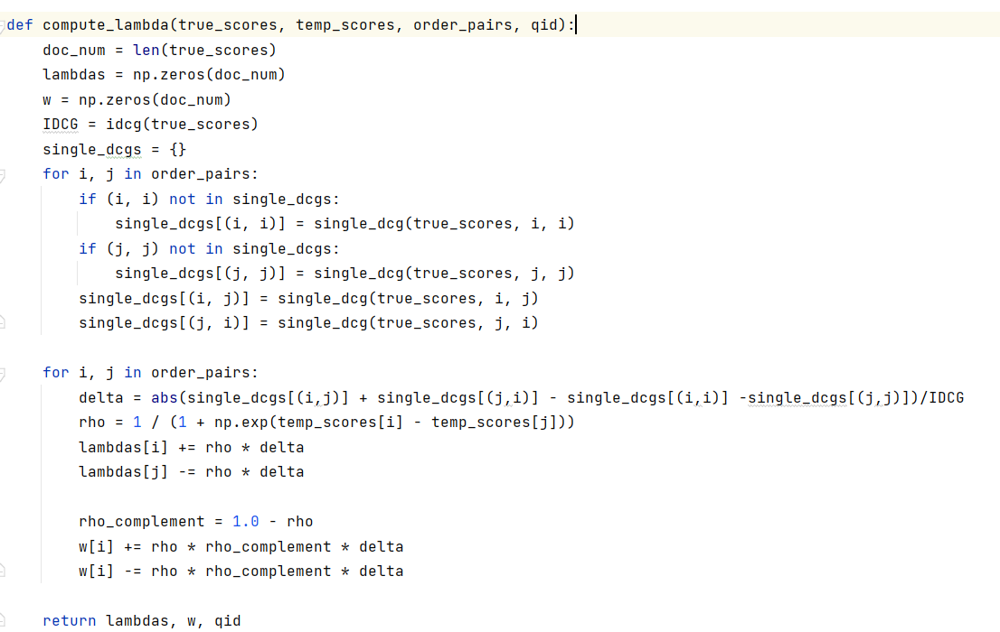 def compute_lambda(true_scores, temp_scores, order_pairs, qid):
    doc_num = len(true_scores)
    lambdas = np.zeros(doc_num)
    w = np.zeros(doc_num)
    IDCG = idcg(true_scores)
    single_dcgs = {}
    for i, j in order_pairs:
        if (i, i) not in single_dcgs:
            single_dcgs[(i, i)] = single_dcg(true_scores, i, i)
        if (j, j) not in single_dcgs:
            single_dcgs[(j, j)] = single_dcg(true_scores, j, j)
        single_dcgs[(i, j)] = single_dcg(true_scores, i, j)
        single_dcgs[(j, i)] = single_dcg(true_scores, j, i)

    for i, j in order_pairs:
        delta = abs(single_dcgs[(i,j)] + single_dcgs[(j,i)] - single_dcgs[(i,i)] -single_dcgs[(j,j)])/IDCG
        rho = 1 / (1 + np.exp(temp_scores[i] - temp_scores[j]))
        lambdas[i] += rho * delta
        lambdas[j] -= rho * delta

        rho_complement = 1.0 - rho
        w[i] += rho * rho_complement * delta
        w[i] -= rho * rho_complement * delta

    return lambdas, w, qid